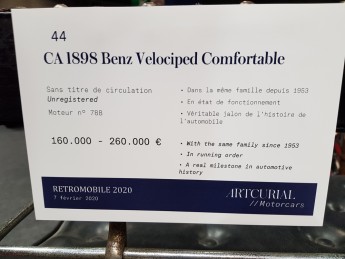 44
CA 1898 Benz Velociped Comfortable
Sans titre de circulation
Unregistered
Moteur n° 788
160.000 - 260.000 €
• Dans la même famille depuis 1953
• En état de fonctionnement
• Véritable jalon de l'histoire de
l'automobile
• With the same family since 1953
• In running order
• A real milestone in automotive
history
RETROMOBILE 2020
7 février 2020
ARTCURIAL
//Motorcars